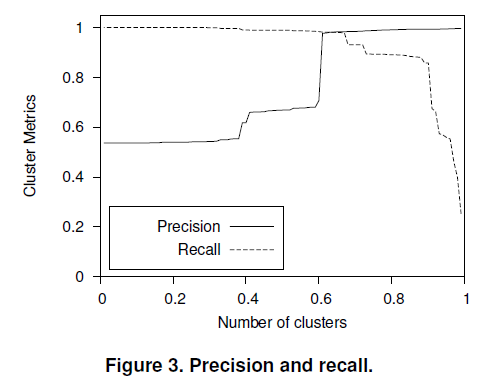 1
0.8
0.6
0.4
0.2
0
Cluster Metrics
Precision
Recall
0
0.2
0.4
0.6
0.8
1
Number of clusters
Figure 3. Precision and recall.